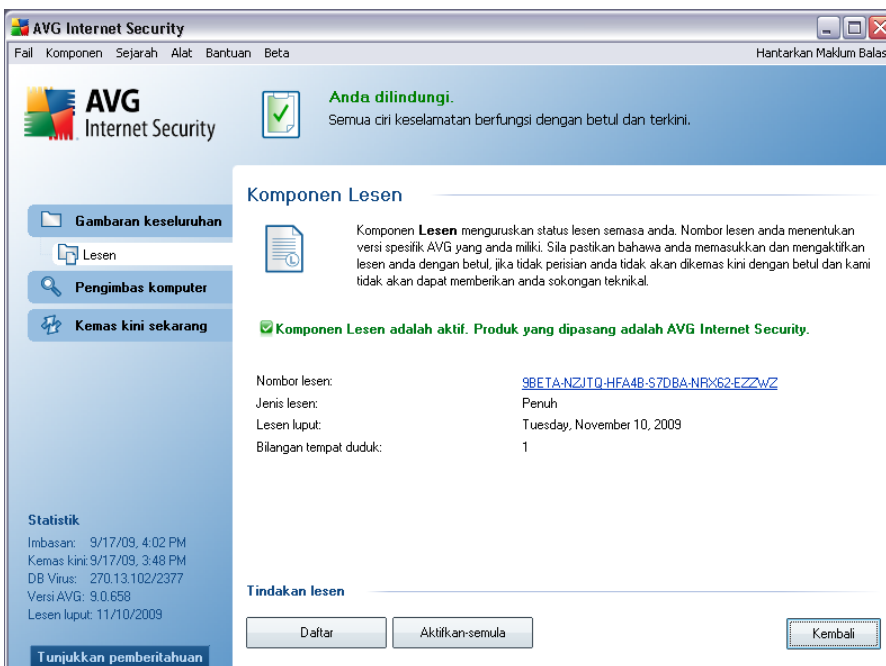 AVG Internet Security
Fail Komponen Sejarah Alat Bantuan Beta Hantarkan Maklum Balas
AVG
Internet Security
Anda dilindungi.
Semua ciri keselamatan berfungsi dengan betul dan terkini.
Gambaran keseluruhan
Lesen
Pengimbas komputer
Kemas kini sekarang
Komponen Lesen
Komponen Lesen menguruskan status lesen semasa anda. Nombor lesen anda menentukan
versi spesifik AVG yang anda miliki. Sila pastikan bahawa anda memasukkan dan mengaktifkan
lesen anda dengan betul, jika tidak perisian anda tidak akan dikemas kini dengan betul dan kami
tidak akan dapat memberikan anda sokongan teknikal.
Komponen Lesen adalah aktif. Produk yang dipasang adalah AVG Internet Security.
Nombor lesen: 9BETA-NZJTQ-HFA4B-S7DBA-NRX62-EZZWZ
Jenis lesen: Penuh
Lesen luput: Tuesday, November 10, 2009
Bilangan tempat duduk: 1
Statistik
Imbasan: 9/17/09, 4:02 PM
Kemas kini: 9/17/09, 3:48 PM
DB Virus: 270.13.102/2377
Versi AVG: 9.0.658
Lesen luput: 11/10/2009
Tunjukkan pemberitahuan
Tindakan lesen
Daftar Aktifkan-semula Kembali